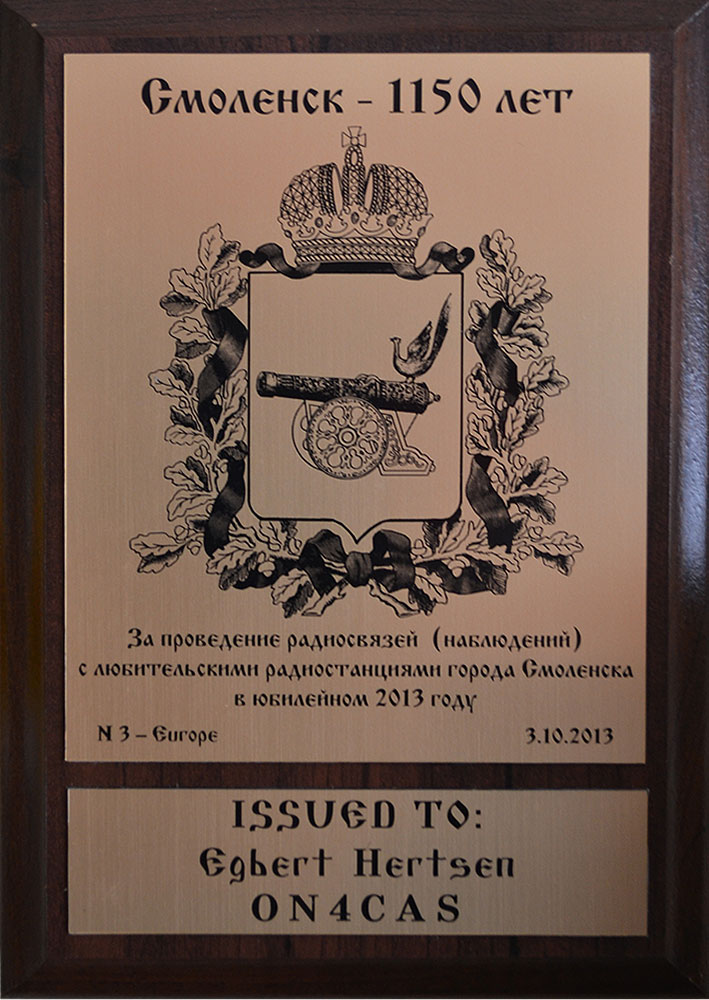 Смоленск - 1150 лет
За проведение радиосвязей (наблюдений)
с любительскими радиостанциями города Смоленска
в юбилейном 2013 году
N 3 – Europe
3.10.2013
ISSUED TO:
Egbert Hertsen
ON4CAS